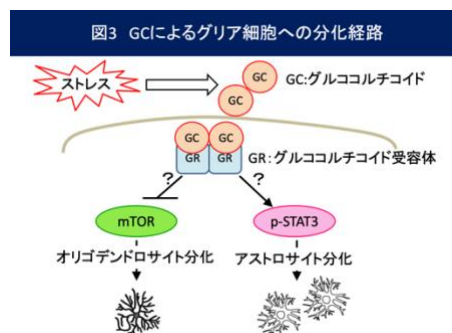 図3 GCによるグリア細胞への分化経路
ストレス
GC
GC:グルココルチコイド
GC
GC GC
GR GR
GR:グルココルチコイド受容体
? ?
mTOR
p-STAT3
オリゴデンドロサイト分化
アストロサイト分化